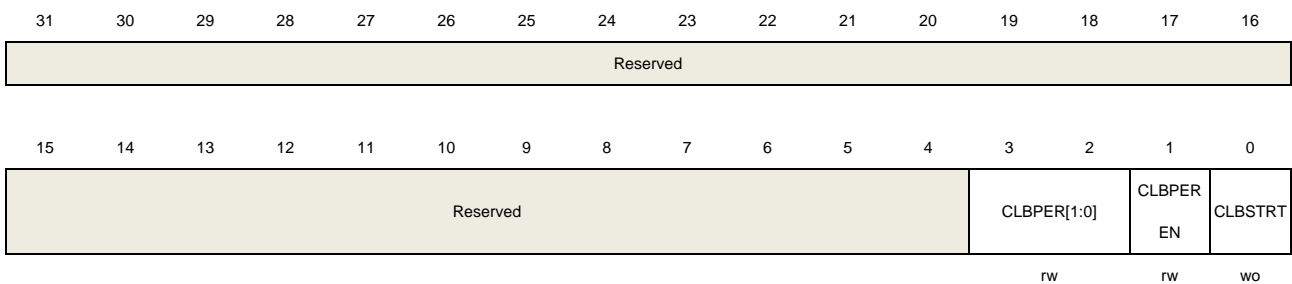 31 30 29 28 27 26 25 24 23 22 21 20 19 18 17 16
Reserved
15 14 13 12 11 10 9 8 7 6 5 4 3 2 1 0
Reserved CLBPER[1:0] CLBPER EN CLBSTRT
rw rw wo